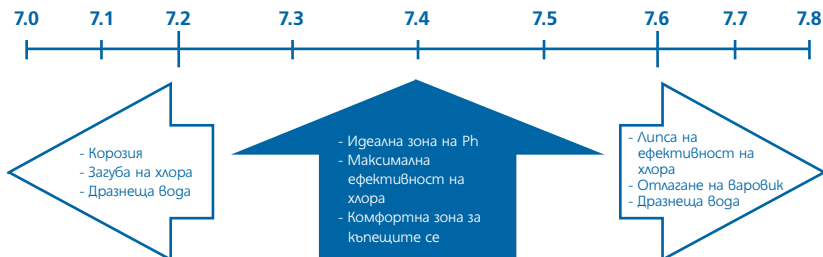 7.0 7.1 7.2 7.3 7.4 7.5 7.6 7.7 7.8
- Корозия
- Загуба на хлора
- Дразнеща вода
- Идеална зона на Ph
- Максимална
ефективност на
хлора
- Комфортна зона за
къпещите се
- Липса на
ефективност на
хлора
- Отлагане на варовик
- Дразнеща вода